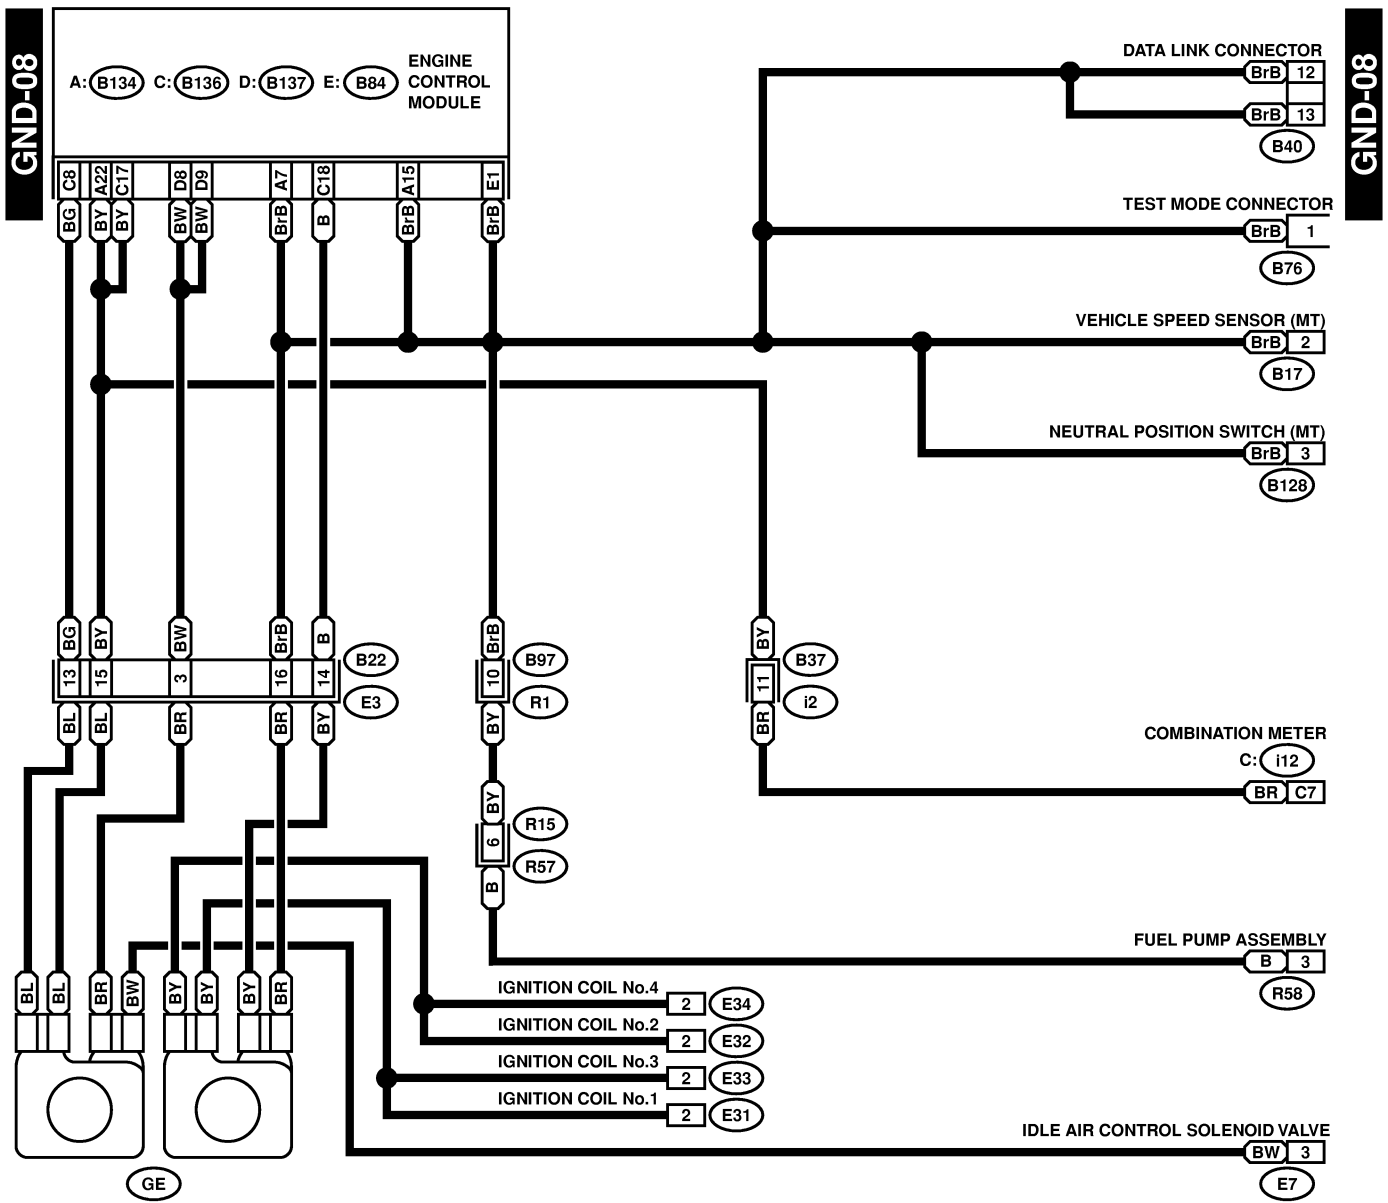 GND-08
A: B134 C: B136 D: B137 E: B84
ENGINE
CONTROL
MODULE
C8 A22 C17 D8 D9 A7 C18 A15 E1
BG BY BY BW BW BrB B BrB BrB
GND-08
DATA LINK CONNECTOR
BrB 12
BrB 13
B40
TEST MODE CONNECTOR
BrB 1
B76
VEHICLE SPEED SENSOR (MT)
BrB 2
B17
NEUTRAL POSITION SWITCH (MT)
BrB 3
B128
BG BY BW BrB B BrB BY
13 15 3 16 14 B22 10 B97 11 B37
E3 R1 i2
BL BL BR BR BY BY BR
COMBINATION METER
C: i12
BR C7
BY
6 R15
R57
B
FUEL PUMP ASSEMBLY
B 3
R58
BL BL BR BW BY BY BY BR
IGNITION COIL No.4
2 E34
IGNITION COIL No.2
2 E32
IGNITION COIL No.3
2 E33
IGNITION COIL No.1
2 E31
IDLE AIR CONTROL SOLENOID VALVE
BW 3
E7
GE